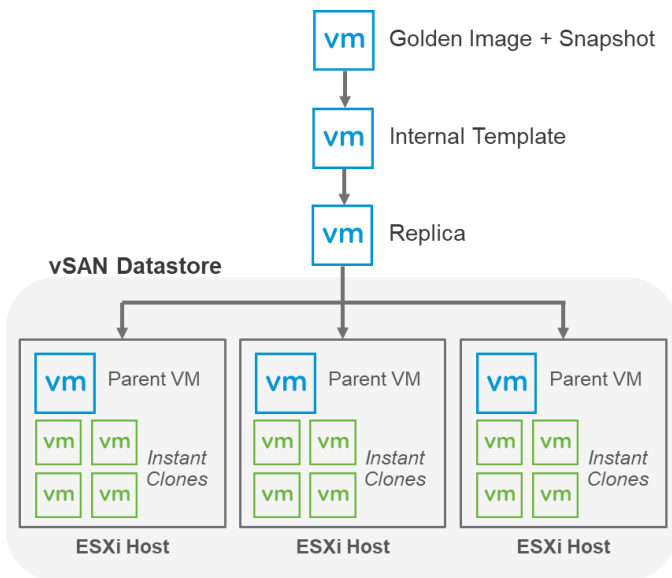 vm Golden Image + Snapshot
vm Internal Template
vm Replica
vSAN Datastore
vm Parent VM
vm vm
Instant
Clones
vm vm
ESXi Host
vm Parent VM
vm vm
Instant
Clones
vm vm
ESXi Host
vm Parent VM
vm vm
Instant
Clones
vm vm
ESXi Host